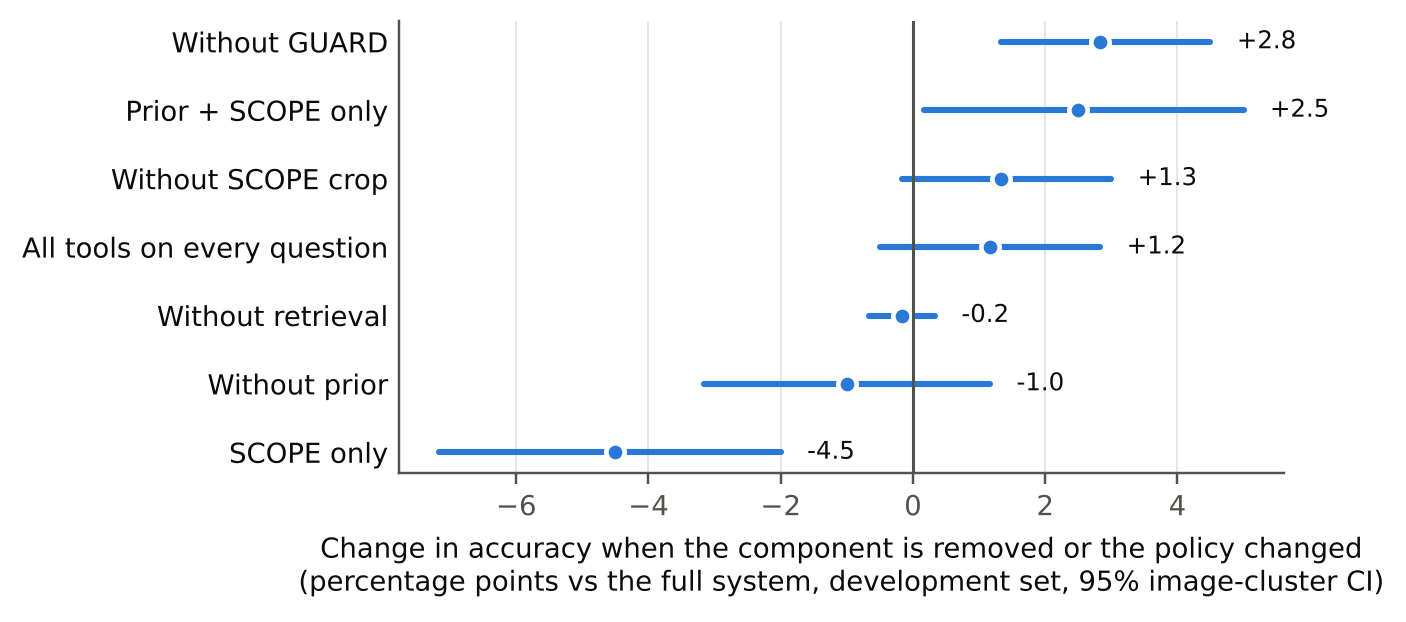 Without GUARD +2.8
Prior + SCOPE only +2.5
Without SCOPE crop +1.3
All tools on every question +1.2
Without retrieval -0.2
Without prior -1.0
SCOPE only -4.5
−6 −4 −2 0 2 4
Change in accuracy when the component is removed or the policy changed
(percentage points vs the full system, development set, 95% image-cluster CI)